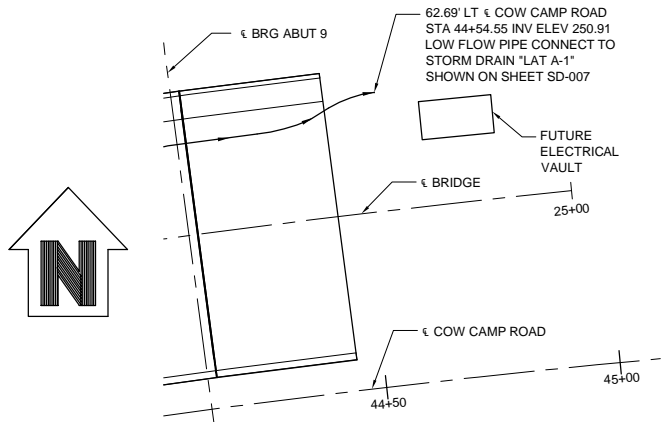 ℄ BRG ABUT 9
62.69' LT ℄ COW CAMP ROAD
STA 44+54.55 INV ELEV 250.91
LOW FLOW PIPE CONNECT TO
STORM DRAIN "LAT A-1"
SHOWN ON SHEET SD-007
FUTURE
ELECTRICAL
VAULT
℄ BRIDGE
25+00
N
℄ COW CAMP ROAD
44+50
45+00